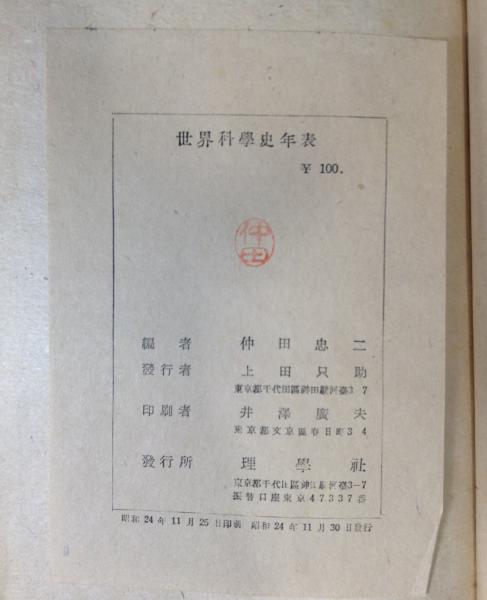 世界科學史年表
¥ 100.
仲田
編者 仲田忠二
發行者 上田只助
東京都千代田區神田駿河臺3-7
印刷者 井澤廣夫
東京都文京區春日町34
發行所 理學社
東京都千代田區神田駿河臺3-7
振替口座東京47337番
昭和24年11月25日印刷 昭和24年11月30日發行